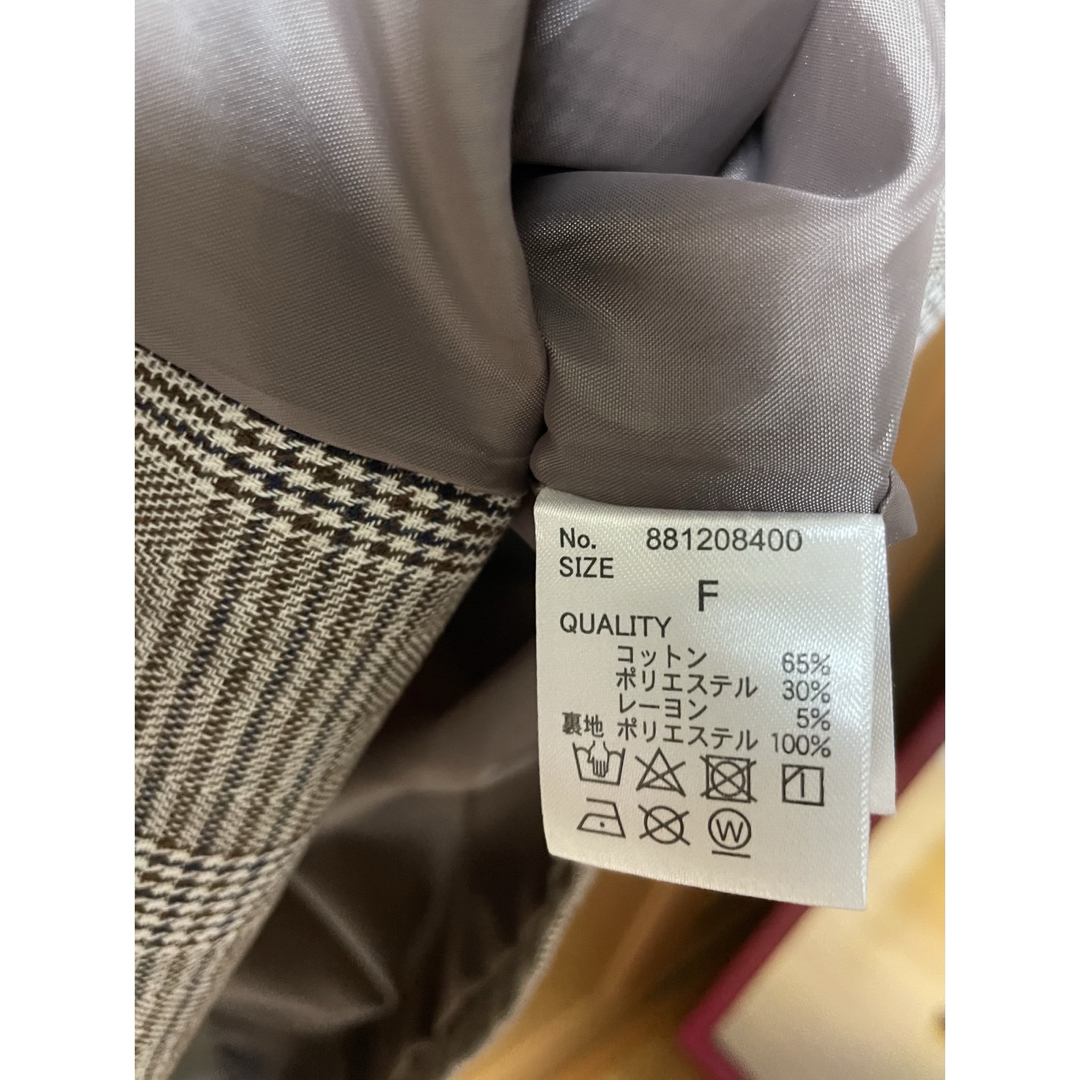 No. 881208400
SIZE
F
QUALITY
コットン 65%
ポリエステル 30%
レーヨン 5%
裏地 ポリエステル 100%
W